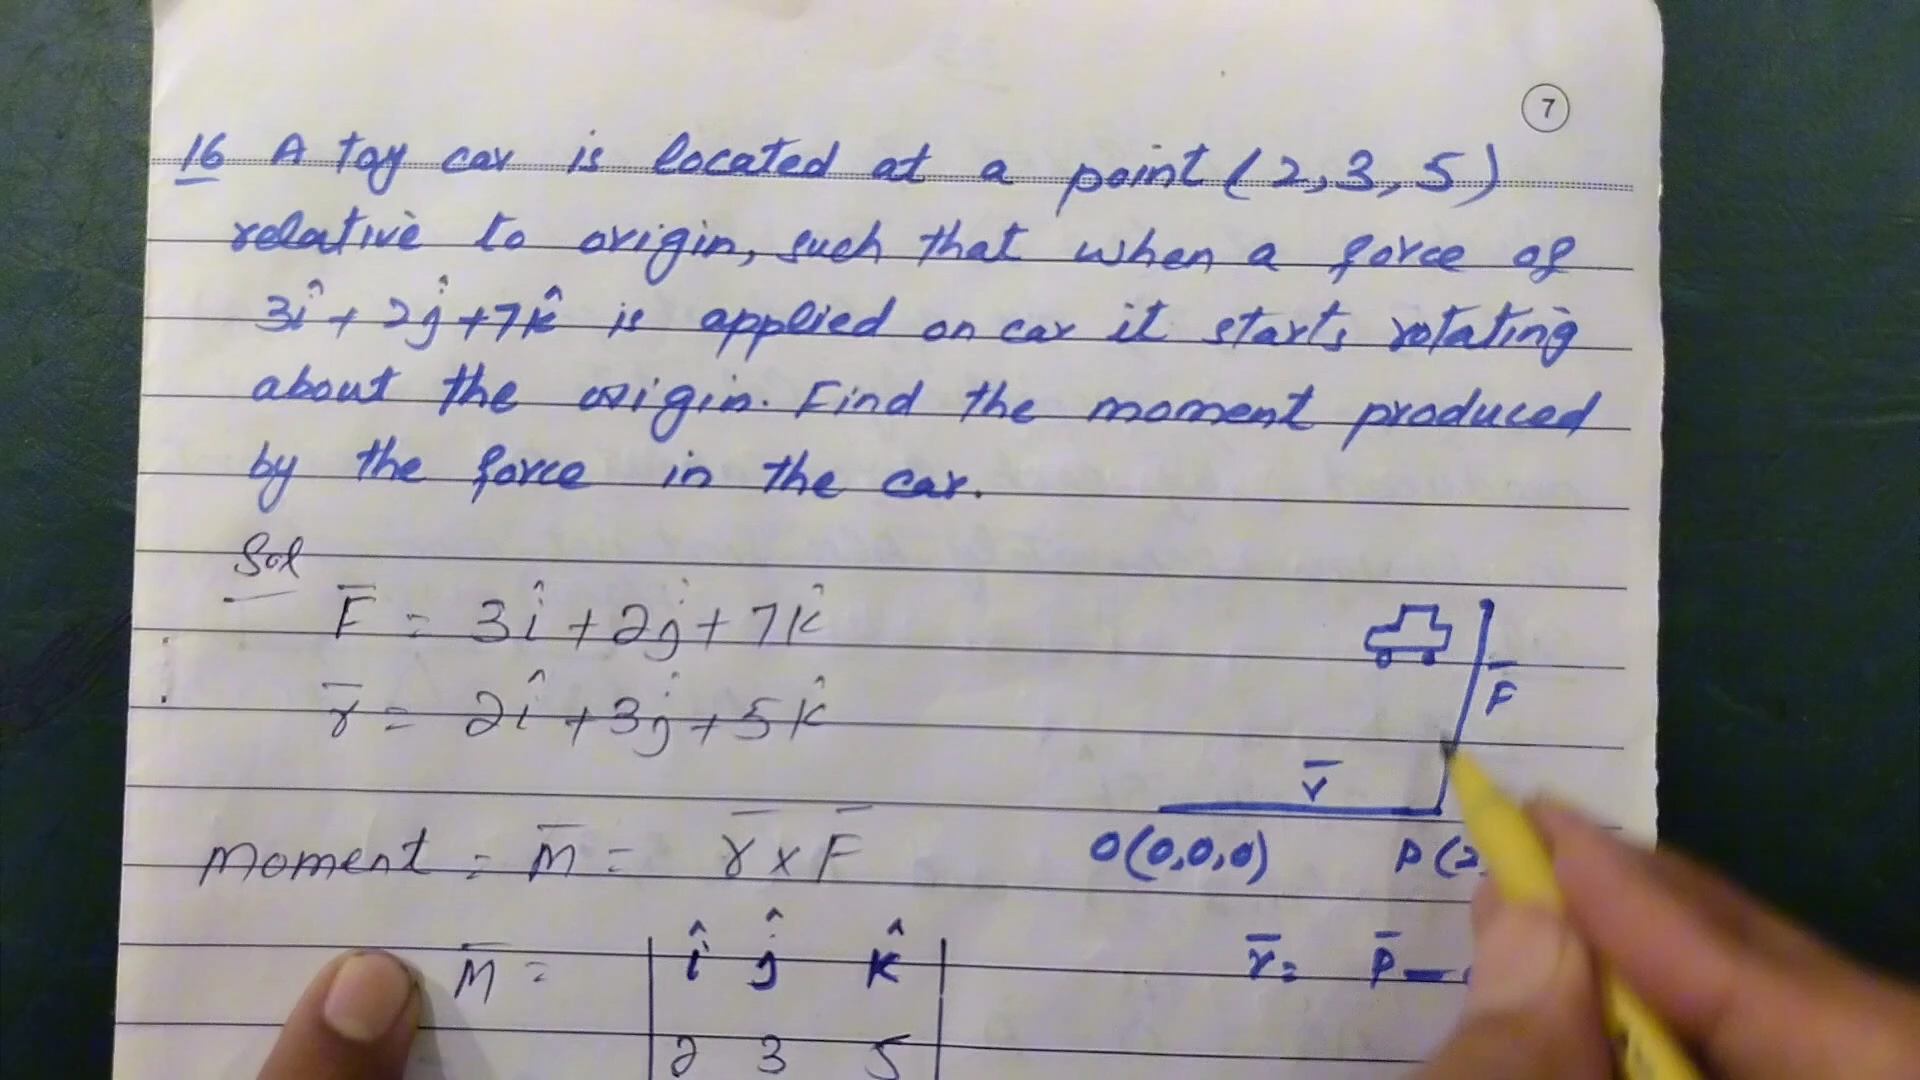 7
16 A toy car is located at a point (2,3,5)
relative to origin, such that when a force of
3î + 2ĵ + 7k̂ is applied on car it starts rotating
about the origin. Find the moment produced
by the force in the car.
Sol
F̄ = 3î + 2ĵ + 7k̂
r̄ = 2î + 3ĵ + 5k̂
F̄
r̄
O(0,0,0) P(2,
moment = M̄ = r̄ × F̄
r̄ = P̄ -
M̄ = | î ĵ k̂ |
2 3 5